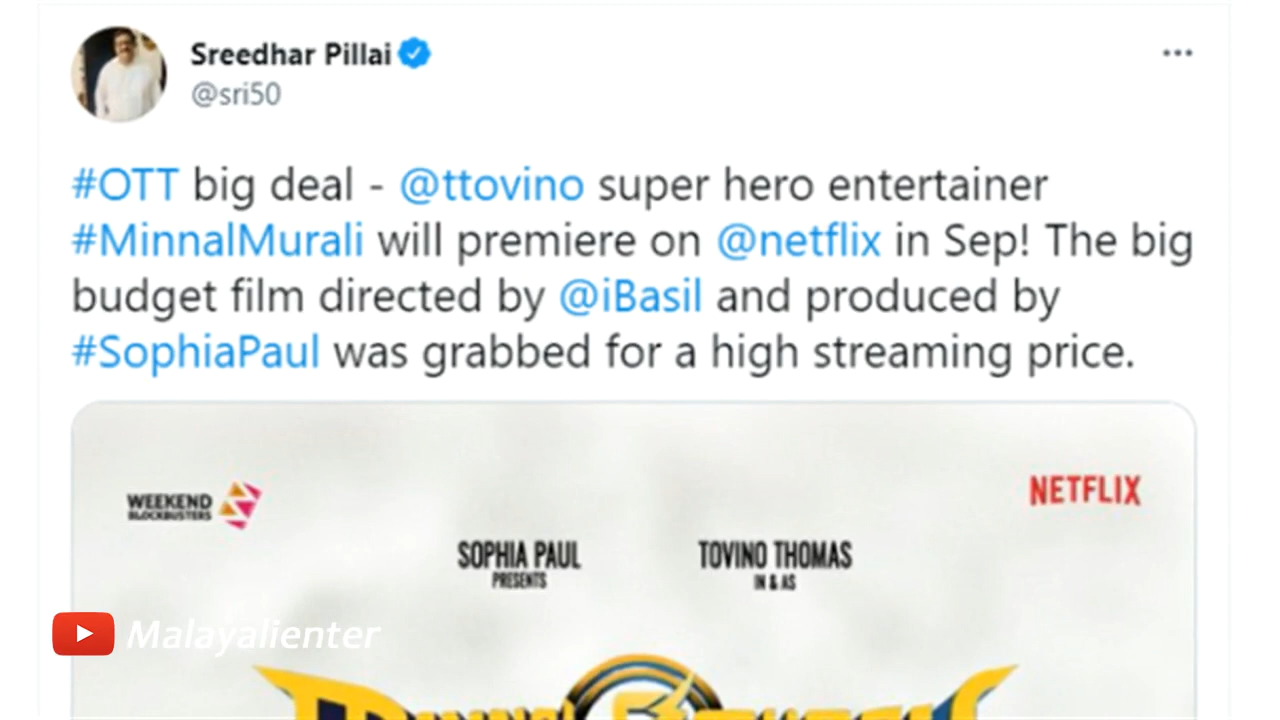 Sreedhar Pillai
@sri50
#OTT big deal - @ttovino super hero entertainer
#MinnalMurali will premiere on @netflix in Sep! The big
budget film directed by @iBasil and produced by
#SophiaPaul was grabbed for a high streaming price.
WEEKEND
BLOCKBUSTERS
NETFLIX
SOPHIA PAUL
PRESENTS
TOVINO THOMAS
IN & AS
Malayalienter